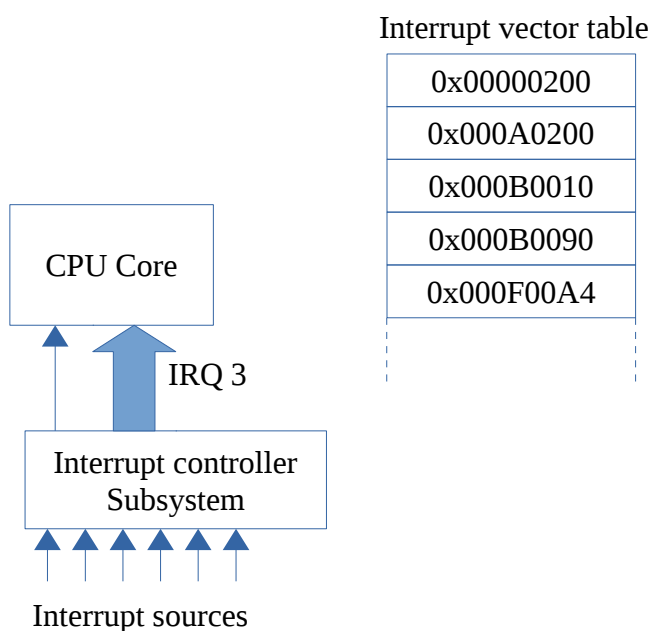 Interrupt vector table
0x00000200
0x000A0200
0x000B0010
0x000B0090
0x000F00A4
CPU Core
IRQ 3
Interrupt controller
Subsystem
Interrupt sources